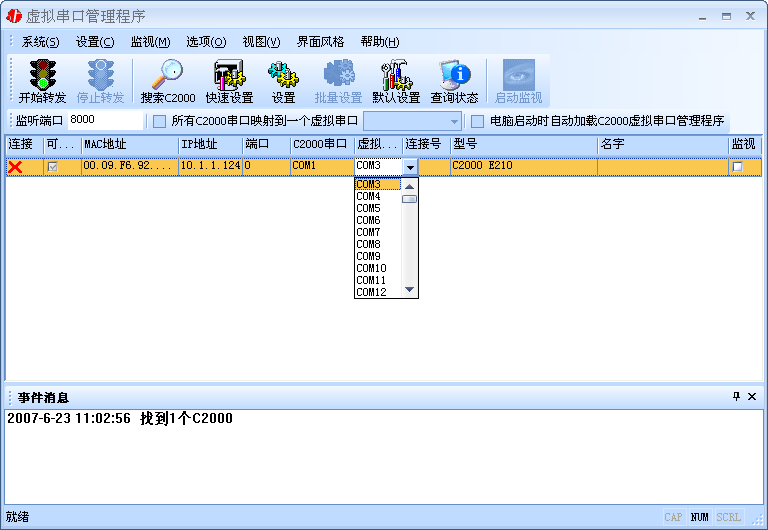 虚拟串口管理程序
系统(S) 设置(C) 监视(M) 选项(O) 视图(V) 界面风格 帮助(H)
开始转发 停止转发 搜索C2000 快速设置 设置 批量设置 默认设置 查询状态 启动监视
监听端口 8000 所有C2000串口映射到一个虚拟串口 电脑启动时自动加载C2000虚拟串口管理程序
连接 可... MAC地址 IP地址 端口 C2000串口 虚拟... 连接号 型号 名字 监视
00.09.F6.92.... 10.1.1.124 0 COM1 COM3 C2000 E210
COM3
COM4
COM5
COM6
COM7
COM8
COM9
COM10
COM11
COM12
事件消息
2007-6-23 11:02:56 找到1个C2000
就绪 CAP NUM SCRL